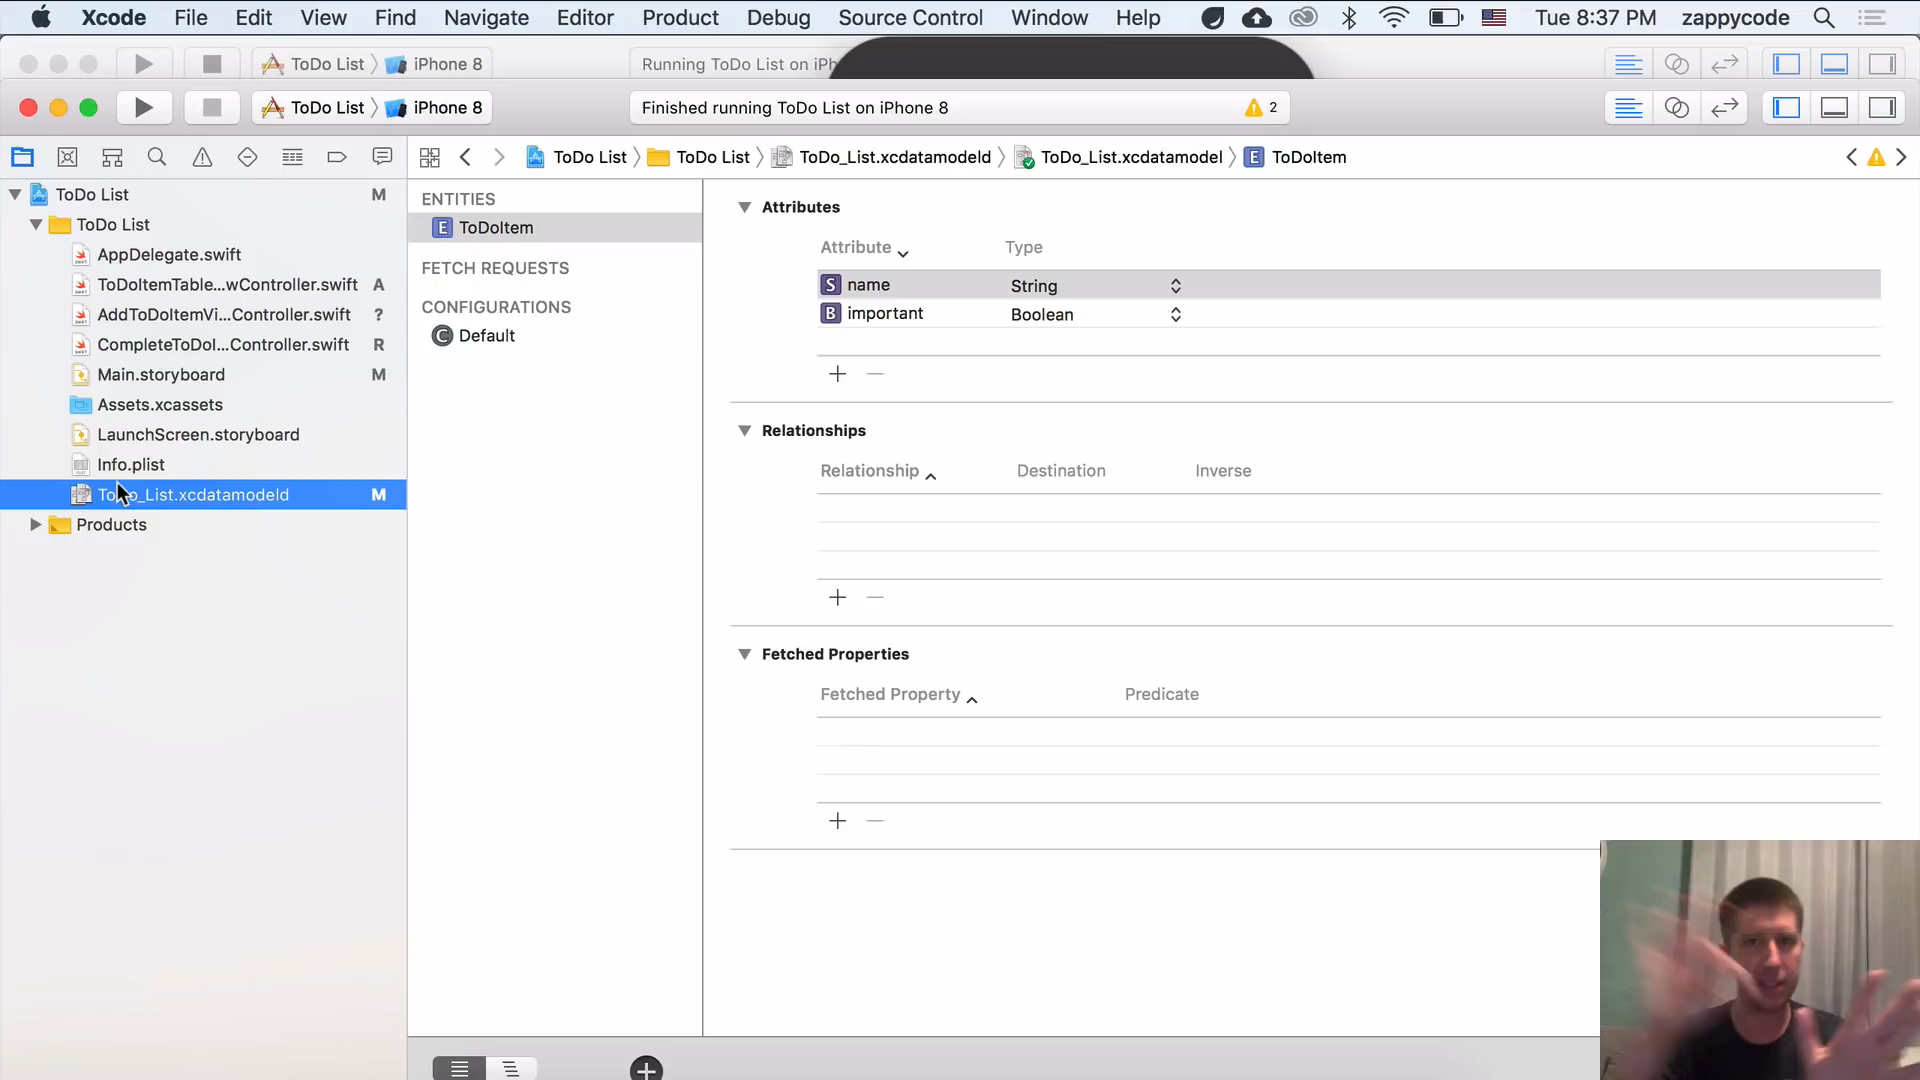 Xcode File Edit View Find Navigate Editor Product Debug Source Control Window Help Tue 8:37 PM zappycode
ToDo List iPhone 8 Running ToDo List on iPh
ToDo List iPhone 8 Finished running ToDo List on iPhone 8 2
ToDo List ToDo List ToDo_List.xcdatamodeld ToDo_List.xcdatamodel E ToDoItem
ToDo List M
ToDo List
AppDelegate.swift
ToDoItemTable...wController.swift A
AddToDoItemVi...Controller.swift ?
CompleteToDoI...Controller.swift R
Main.storyboard M
Assets.xcassets
LaunchScreen.storyboard
Info.plist
ToDo_List.xcdatamodeld M
Products
ENTITIES
E ToDoItem
FETCH REQUESTS
CONFIGURATIONS
C Default
Attributes
Attribute Type
S name String
B important Boolean
Relationships
Relationship Destination Inverse
Fetched Properties
Fetched Property Predicate